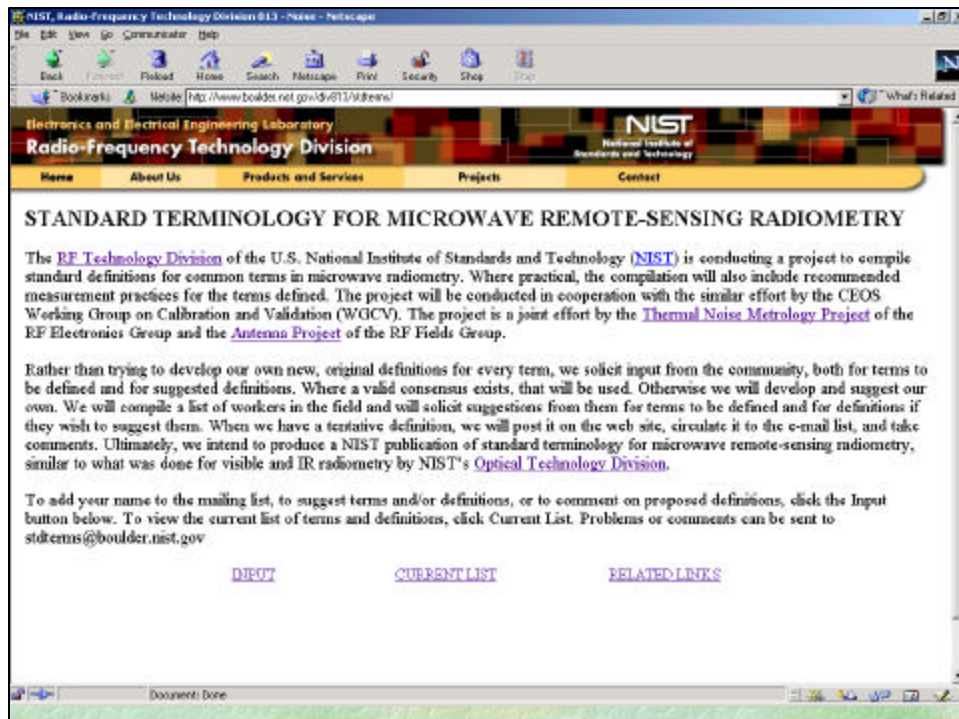 NIST, Radio-Frequency Technology Division 813 - Noise - Netscape
File Edit View Go Communicator Help
Back Forward Reload Home Search Netscape Print Security Shop Stop
Bookmarks Netsite: http://www.boulder.nist.gov/div813/stdterms/ What's Related
Electronics and Electrical Engineering Laboratory
Radio-Frequency Technology Division
NIST
National Institute of
Standards and Technology
Home About Us Products and Services Projects Contact
STANDARD TERMINOLOGY FOR MICROWAVE REMOTE-SENSING RADIOMETRY
The RF Technology Division of the U.S. National Institute of Standards and Technology (NIST) is conducting a project to compile
standard definitions for common terms in microwave radiometry. Where practical, the compilation will also include recommended
measurement practices for the terms defined. The project will be conducted in cooperation with the similar effort by the CEOS
Working Group on Calibration and Validation (WGCV). The project is a joint effort by the Thermal Noise Metrology Project of the
RF Electronics Group and the Antenna Project of the RF Fields Group.
Rather than trying to develop our own new, original definitions for every term, we solicit input from the community, both for terms to
be defined and for suggested definitions. Where a valid consensus exists, that will be used. Otherwise we will develop and suggest our
own. We will compile a list of workers in the field and will solicit suggestions from them for terms to be defined and for definitions if
they wish to suggest them. When we have a tentative definition, we will post it on the web site, circulate it to the e-mail list, and take
comments. Ultimately, we intend to produce a NIST publication of standard terminology for microwave remote-sensing radiometry,
similar to what was done for visible and IR radiometry by NIST's Optical Technology Division.
To add your name to the mailing list, to suggest terms and/or definitions, or to comment on proposed definitions, click the Input
button below. To view the current list of terms and definitions, click Current List. Problems or comments can be sent to
stdterms@boulder.nist.gov
INPUT CURRENT LIST RELATED LINKS
Document: Done